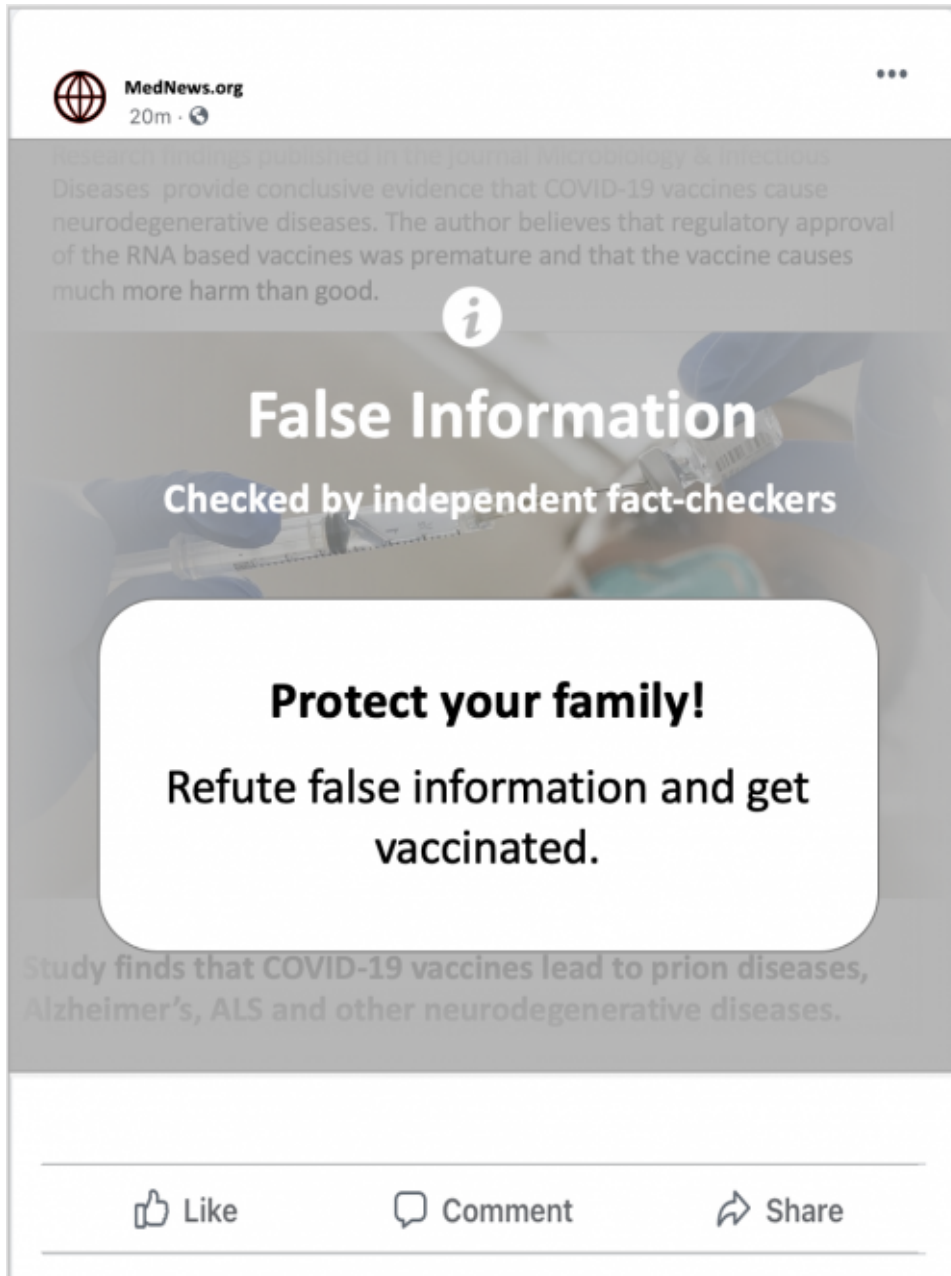 MedNews.org
20m ·
Research findings published in the journal Microbiology & Infectious
Diseases provide conclusive evidence that COVID-19 vaccines cause
neurodegenerative diseases. The author believes that regulatory approval
of the RNA based vaccines was premature and that the vaccine causes
much more harm than good.
i
False Information
Checked by independent fact-checkers
Protect your family!
Refute false information and get
vaccinated.
Study finds that COVID-19 vaccines lead to prion diseases,
Alzheimer’s, ALS and other neurodegenerative diseases.
Like
Comment
Share